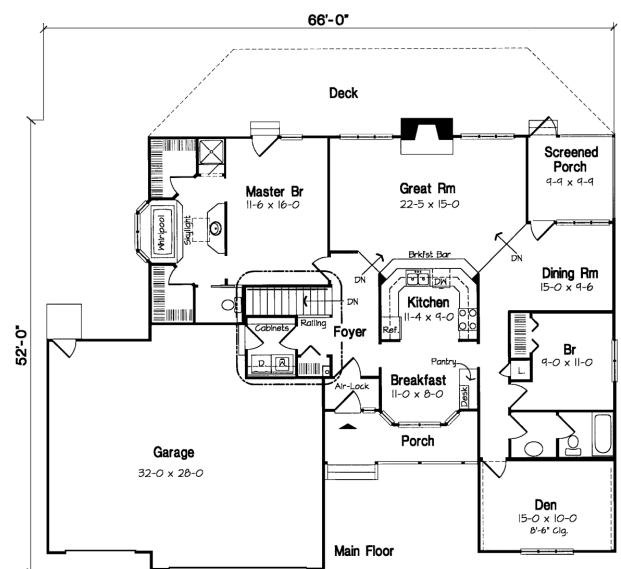 66'-0"
Deck
Screened
Porch
9-9 x 9-9
Master Br
11-6 x 16-0
Great Rm
22-5 x 15-0
Whirlpool
Skylight
Brkfst Bar
DN
DN
Dining Rm
15-0 x 9-6
DW
Kitchen
11-4 x 9-0
DN
Railing
Cabinets
Foyer
Ref.
52'-0"
Br
9-0 x 11-0
Pantry
L.
D.
Breakfast
11-0 x 8-0
Air-Lock
Desk
Porch
Garage
32-0 x 28-0
Den
15-0 x 10-0
8'-6" Clg.
Main Floor